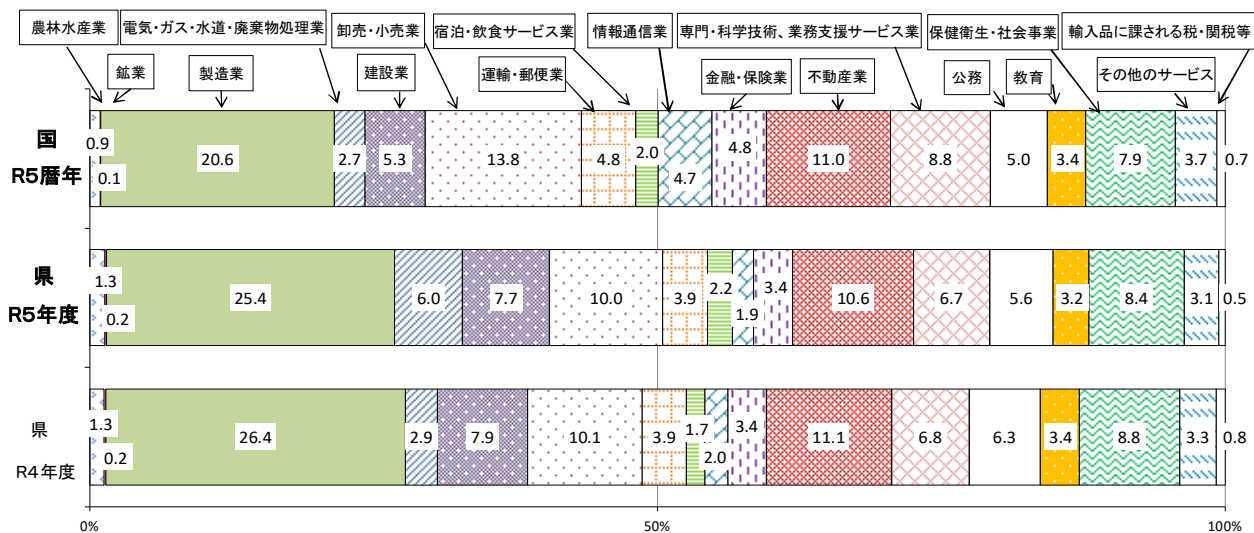 農林水産業
電気・ガス・水道・廃棄物処理業
卸売・小売業
宿泊・飲食サービス業
情報通信業
専門・科学技術、業務支援サービス業
保健衛生・社会事業
輸入品に課される税・関税等
鉱業
製造業
建設業
運輸・郵便業
金融・保険業
不動産業
公務
教育
その他のサービス
国
R5暦年
0.9
0.1
20.6
2.7
5.3
13.8
4.8
2.0
4.7
4.8
11.0
8.8
5.0
3.4
7.9
3.7
0.7
県
R5年度
1.3
0.2
25.4
6.0
7.7
10.0
3.9
2.2
1.9
3.4
10.6
6.7
5.6
3.2
8.4
3.1
0.5
県
R4年度
1.3
0.2
26.4
2.9
7.9
10.1
3.9
1.7
2.0
3.4
11.1
6.8
6.3
3.4
8.8
3.3
0.8
0%
50%
100%